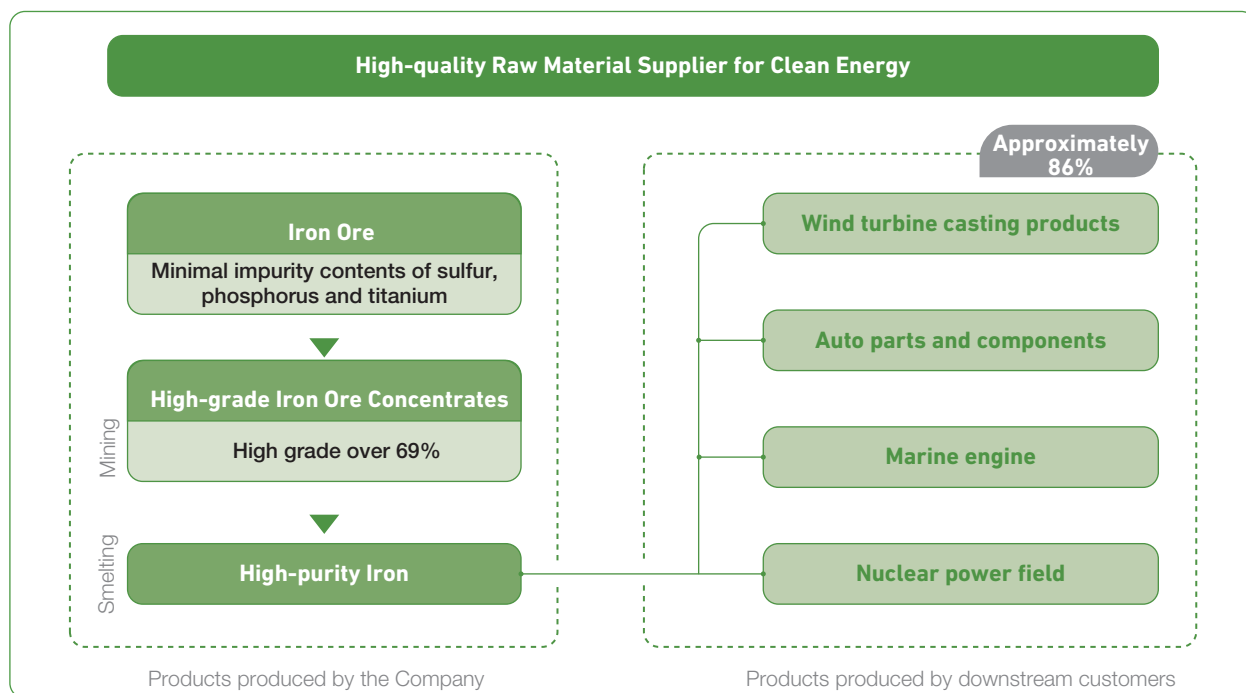 High-quality Raw Material Supplier for Clean Energy
Iron Ore
Minimal impurity contents of sulfur,
phosphorus and titanium
Mining
High-grade Iron Ore Concentrates
High grade over 69%
Smelting
High-purity Iron
Products produced by the Company
Approximately
86%
Wind turbine casting products
Auto parts and components
Marine engine
Nuclear power field
Products produced by downstream customers